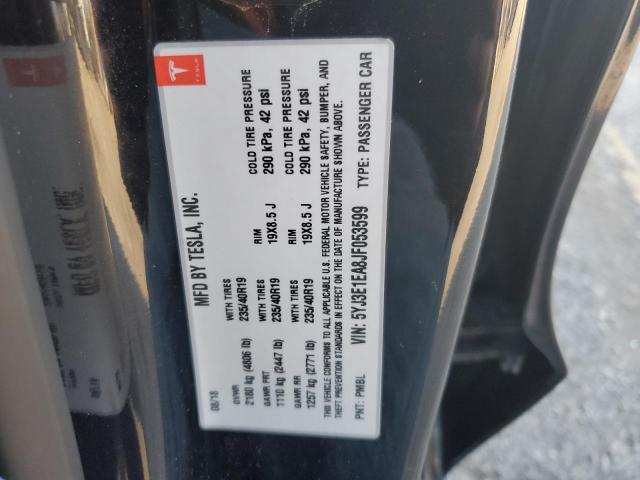 TESLA
MFD BY TESLA, INC.
08/18
GVWR WITH TIRES RIM COLD TIRE PRESSURE
2180 kg (4806 lb) 235/40R19 19X8.5 J 290 kPa, 42 psi
GAWR FRT WITH TIRES RIM COLD TIRE PRESSURE
1110 kg (2447 lb) 235/40R19 19X8.5 J 290 kPa, 42 psi
GAWR RR WITH TIRES
1257 kg (2771 lb) 235/40R19
THIS VEHICLE CONFORMS TO ALL APPLICABLE U.S. FEDERAL MOTOR VEHICLE SAFETY, BUMPER, AND
THEFT PREVENTION STANDARDS IN EFFECT ON THE DATE OF MANUFACTURE SHOWN ABOVE.
PNT: PMBL VIN: 5YJ3E1EA8JF053599 TYPE: PASSENGER CAR